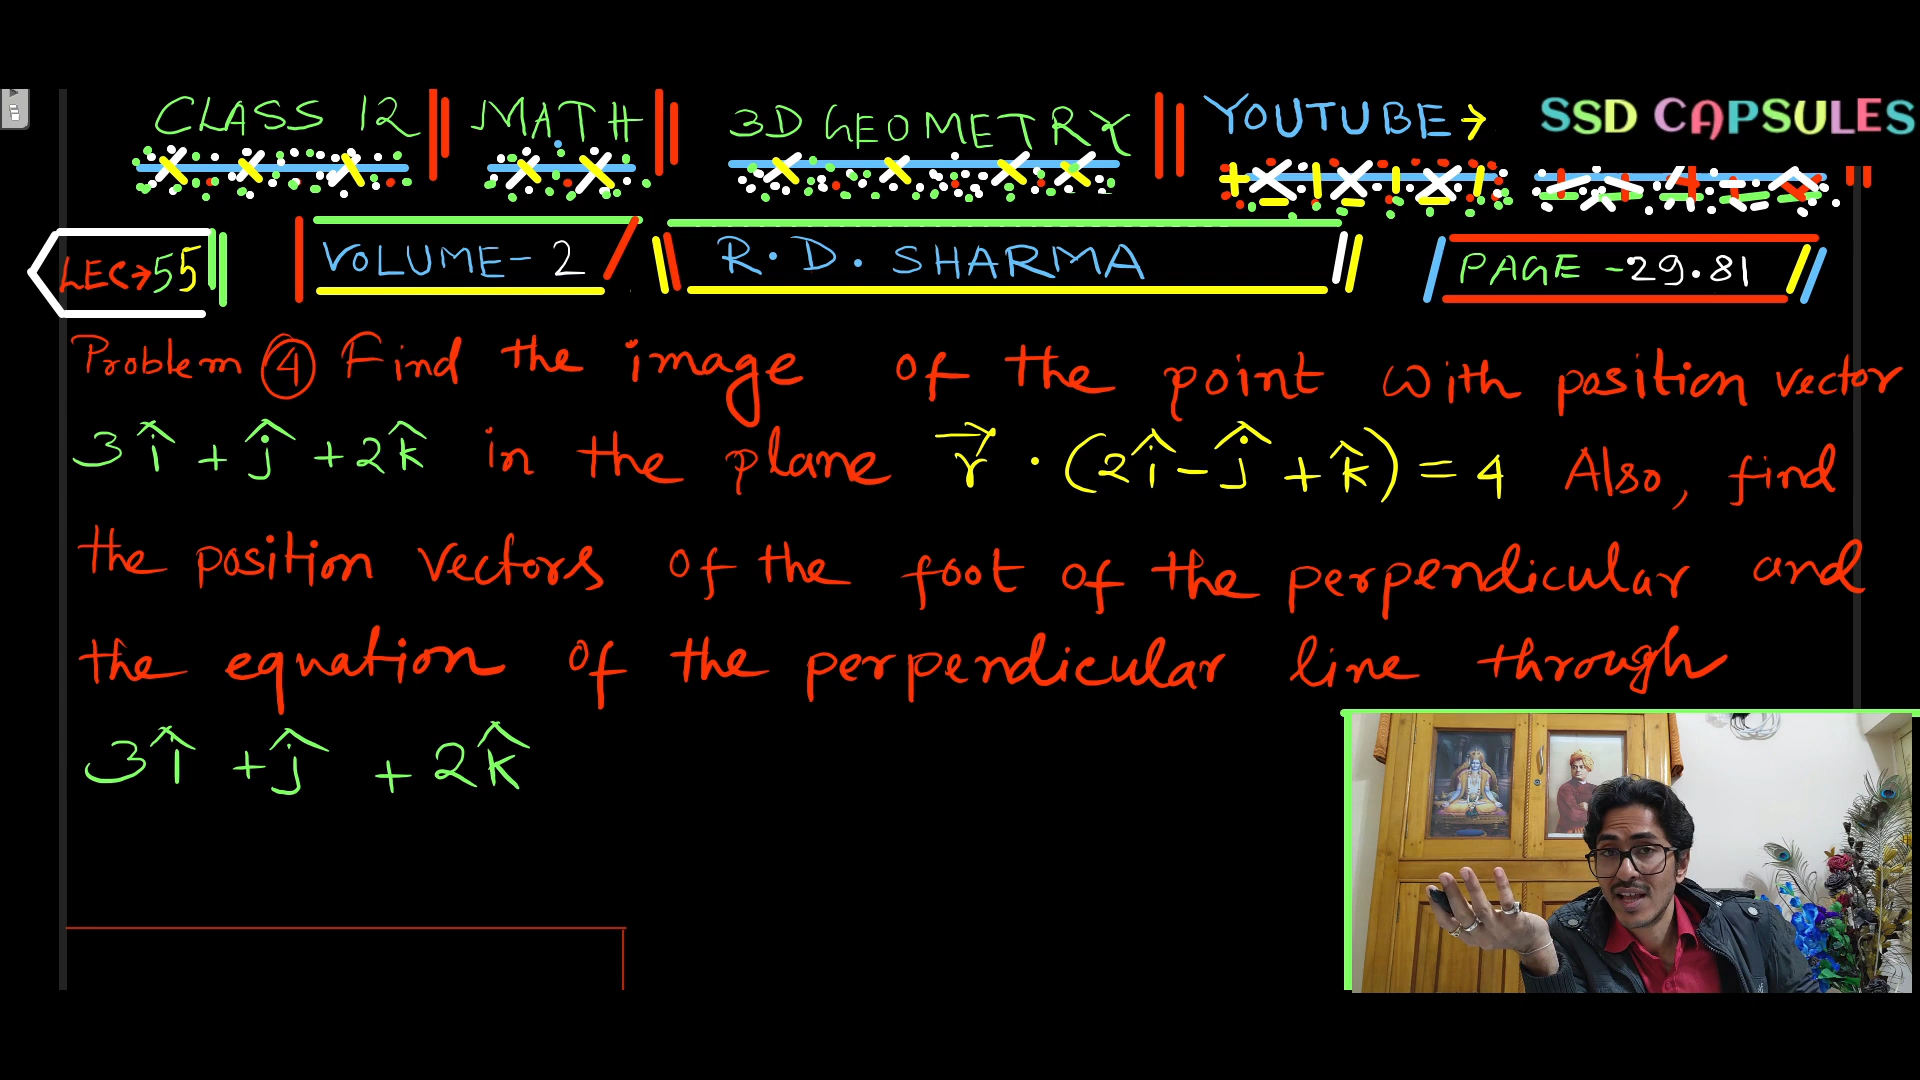 CLASS 12 || MATH || 3D GEOMETRY || YOUTUBE → SSD CAPSULES
LEC→55 VOLUME-2 R.D. SHARMA PAGE -29.81
Problem ④ Find the image of the point with position vector
3î + ĵ + 2k̂ in the plane r⃗ · (2î - ĵ + k̂) = 4 Also, find
the position vectors of the foot of the perpendicular and
the equation of the perpendicular line through
3î + ĵ + 2k̂